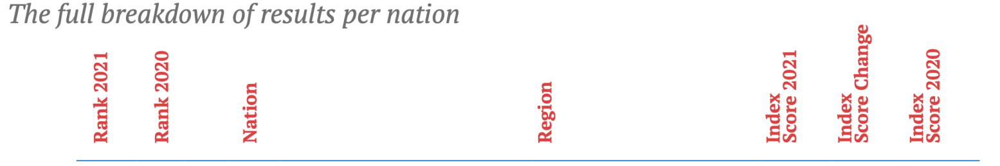 The full breakdown of results per nation
Rank 2021
Rank 2020
Nation
Region
Index
Score 2021
Index
Score Change
Index
Score 2020